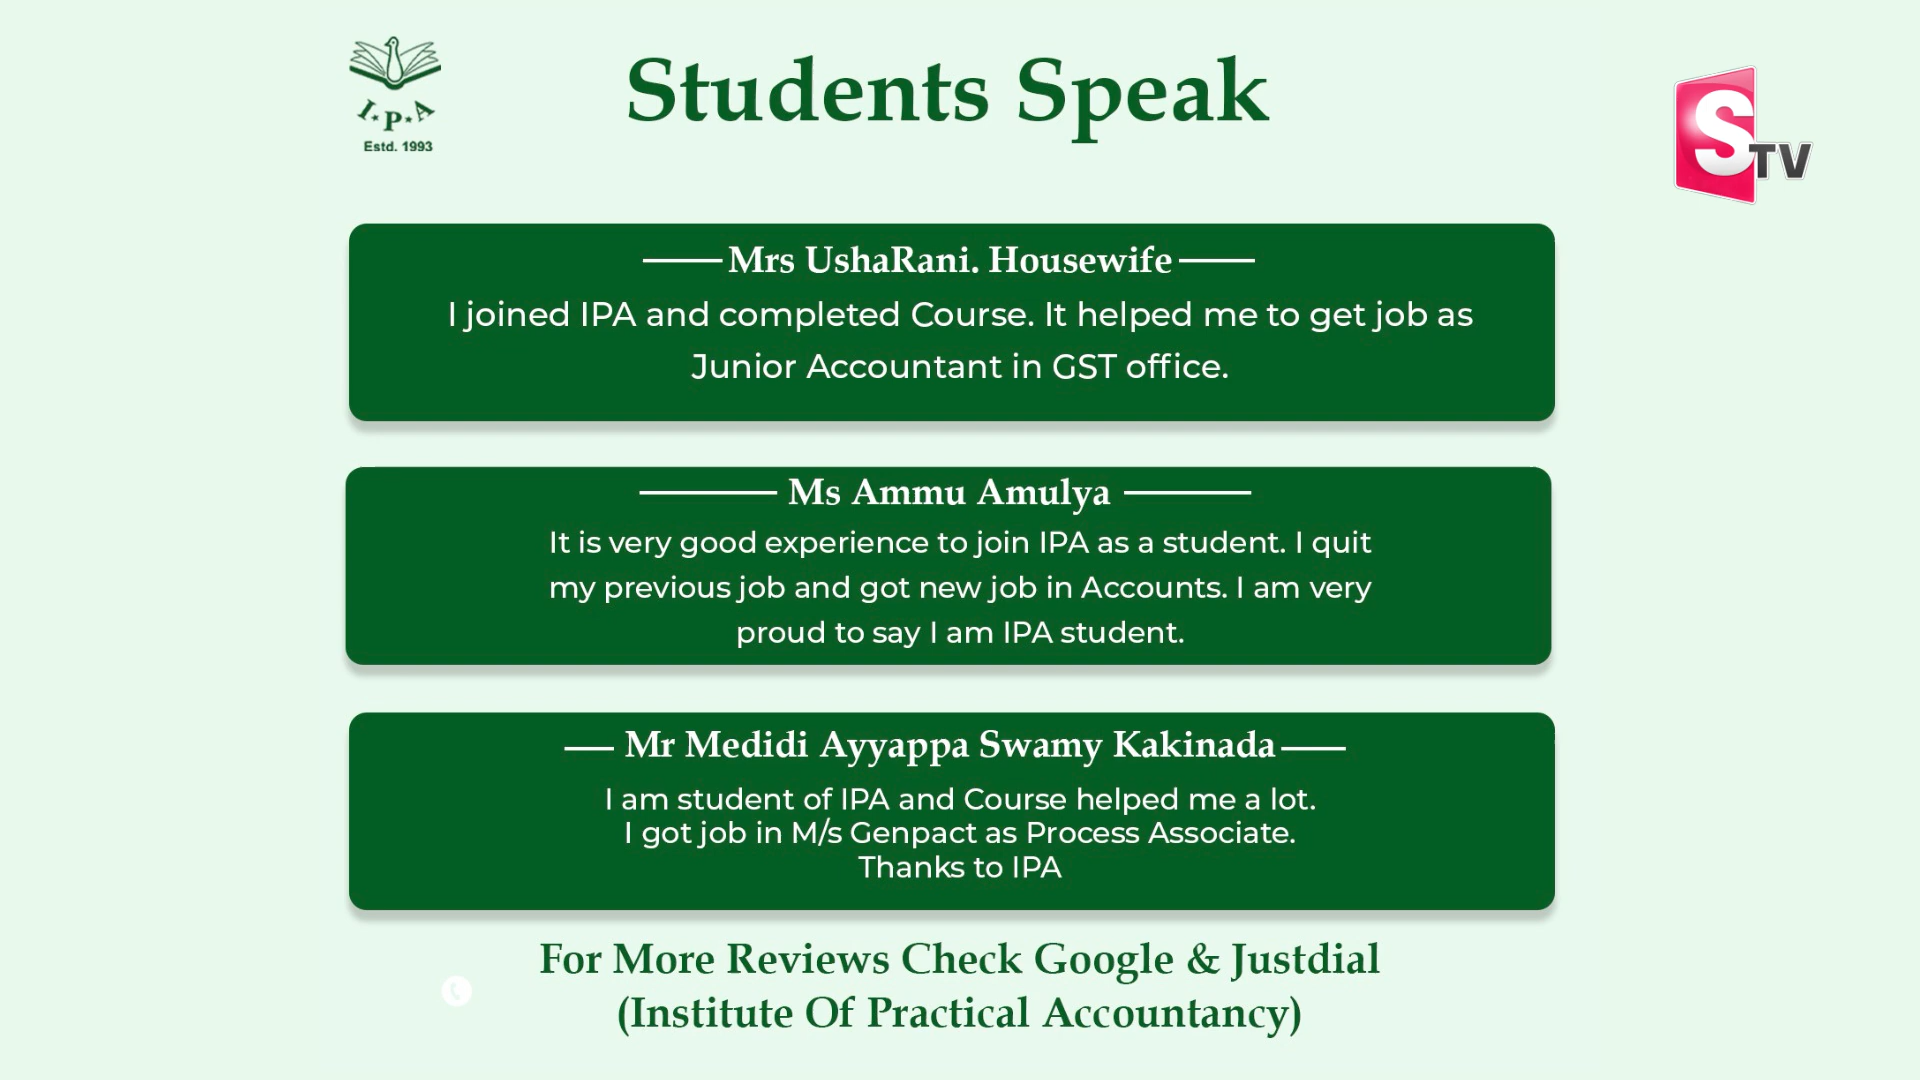 I.P.A
Estd. 1993
Students Speak
S TV
Mrs UshaRani. Housewife
I joined IPA and completed Course. It helped me to get job as
Junior Accountant in GST office.
Ms Ammu Amulya
It is very good experience to join IPA as a student. I quit
my previous job and got new job in Accounts. I am very
proud to say I am IPA student.
Mr Medidi Ayyappa Swamy Kakinada
I am student of IPA and Course helped me a lot.
I got job in M/s Genpact as Process Associate.
Thanks to IPA
For More Reviews Check Google & Justdial
(Institute Of Practical Accountancy)